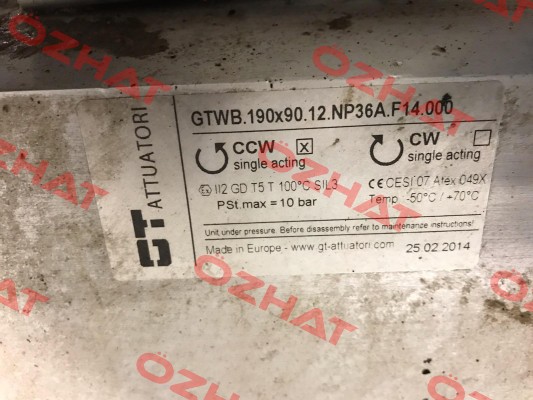 GT ATTUATORI
GTWB.190x90.12.NP36A.F14.000
CCW x CW
single acting single acting
II2 GD T5 T 100°C SIL3 CE CESI 07 Atex 049X
PSt.max = 10 bar Temp -50°C / +70°C
Unit under pressure. Before disassembly refer to maintenance instructions!
Made in Europe - www.gt-attuatori.com 25 02 2014
OZHAT
OZHAT
OZHAT
OZHAT
OZHAT
OZHAT
OZHAT